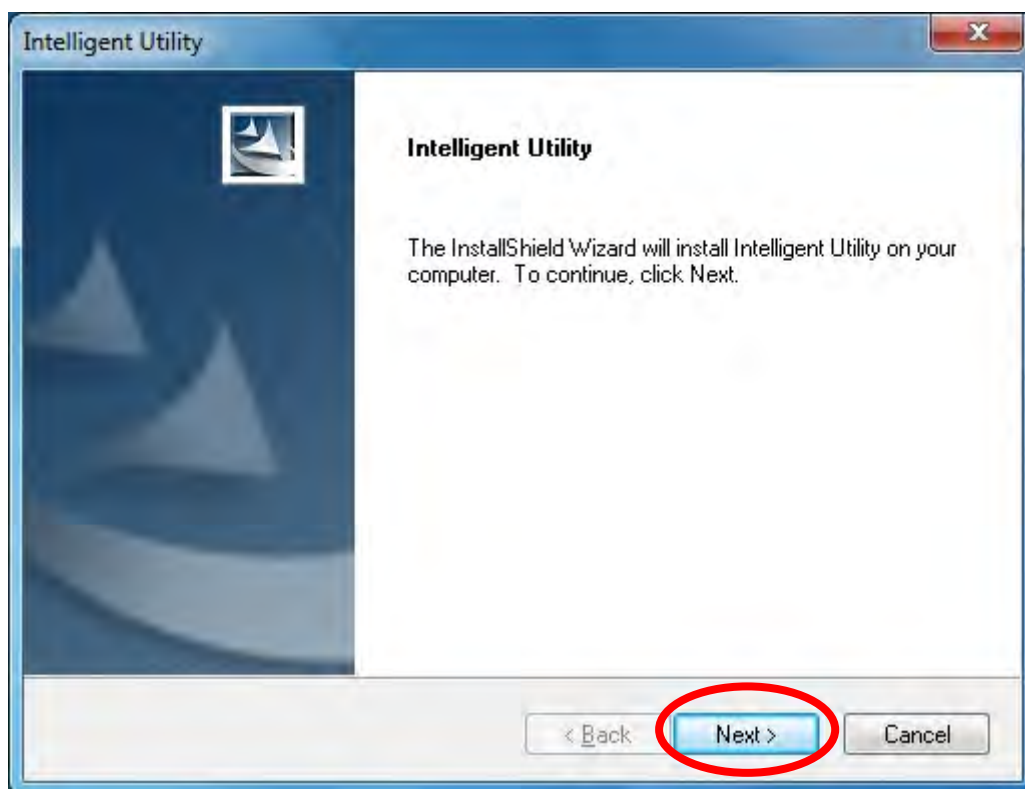 Intelligent Utility
Intelligent Utility
The InstallShield Wizard will install Intelligent Utility on your
computer.  To continue, click Next.
< Back
Next >
Cancel